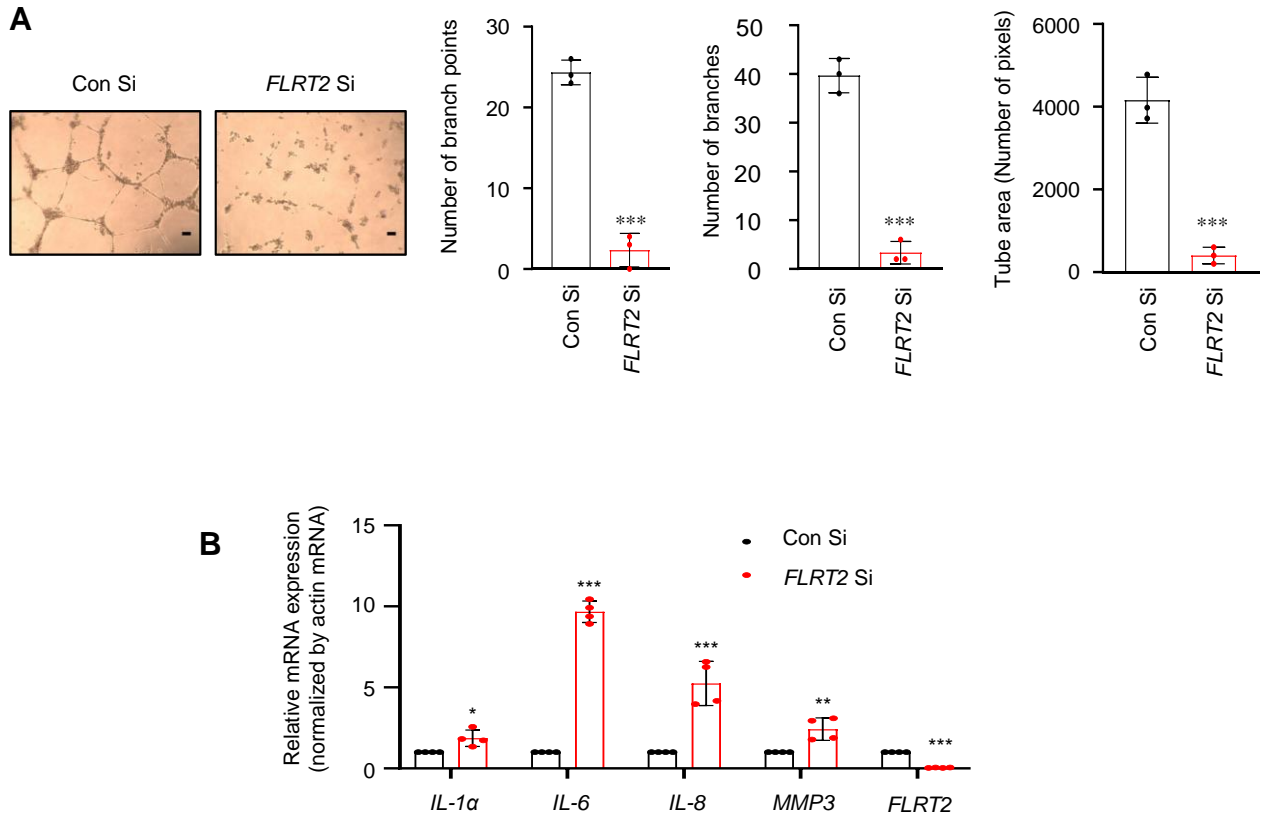 A
Con Si
FLRT2 Si
Number of branch points
30
20
10
0
***
Con Si
FLRT2 Si
Number of branches
50
40
30
20
10
0
***
Con Si
FLRT2 Si
Tube area (Number of pixels)
6000
4000
2000
0
***
Con Si
FLRT2 Si
B
Relative mRNA expression
(normalized by actin mRNA)
15
10
5
0
Con Si
FLRT2 Si
*
***
***
**
***
IL-1α
IL-6
IL-8
MMP3
FLRT2